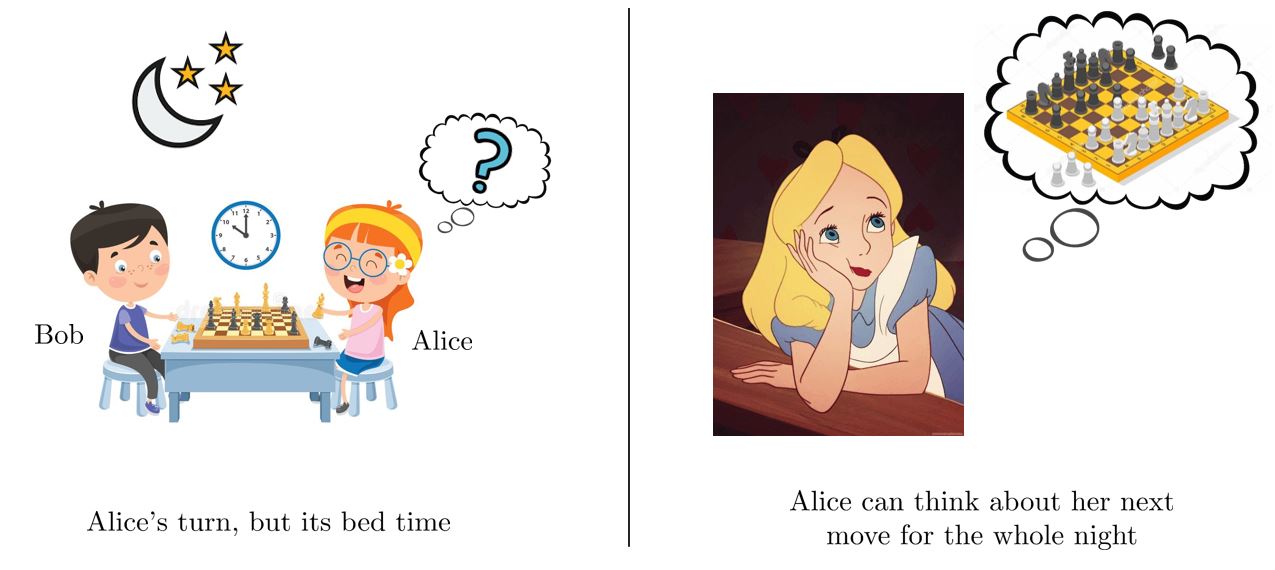 Bob
Alice
Alice's turn, but its bed time
Alice can think about her next
move for the whole night